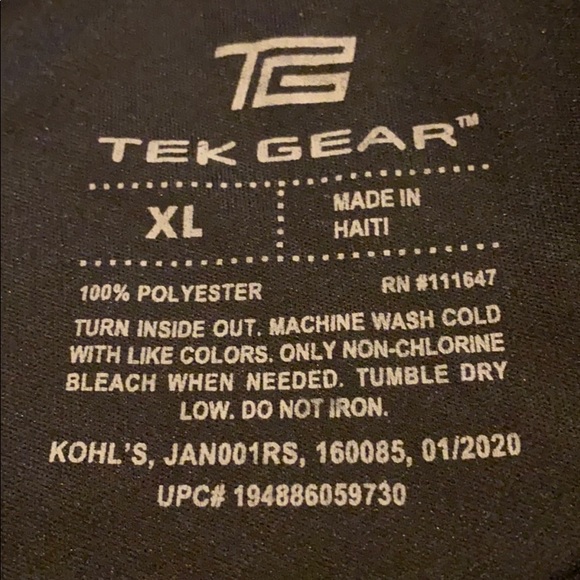 TG
TEK GEAR™
XL
MADE IN
HAITI
100% POLYESTER RN #111647
TURN INSIDE OUT. MACHINE WASH COLD
WITH LIKE COLORS. ONLY NON-CHLORINE
BLEACH WHEN NEEDED. TUMBLE DRY
LOW. DO NOT IRON.
KOHL'S, JAN001RS, 160085, 01/2020
UPC# 194886059730